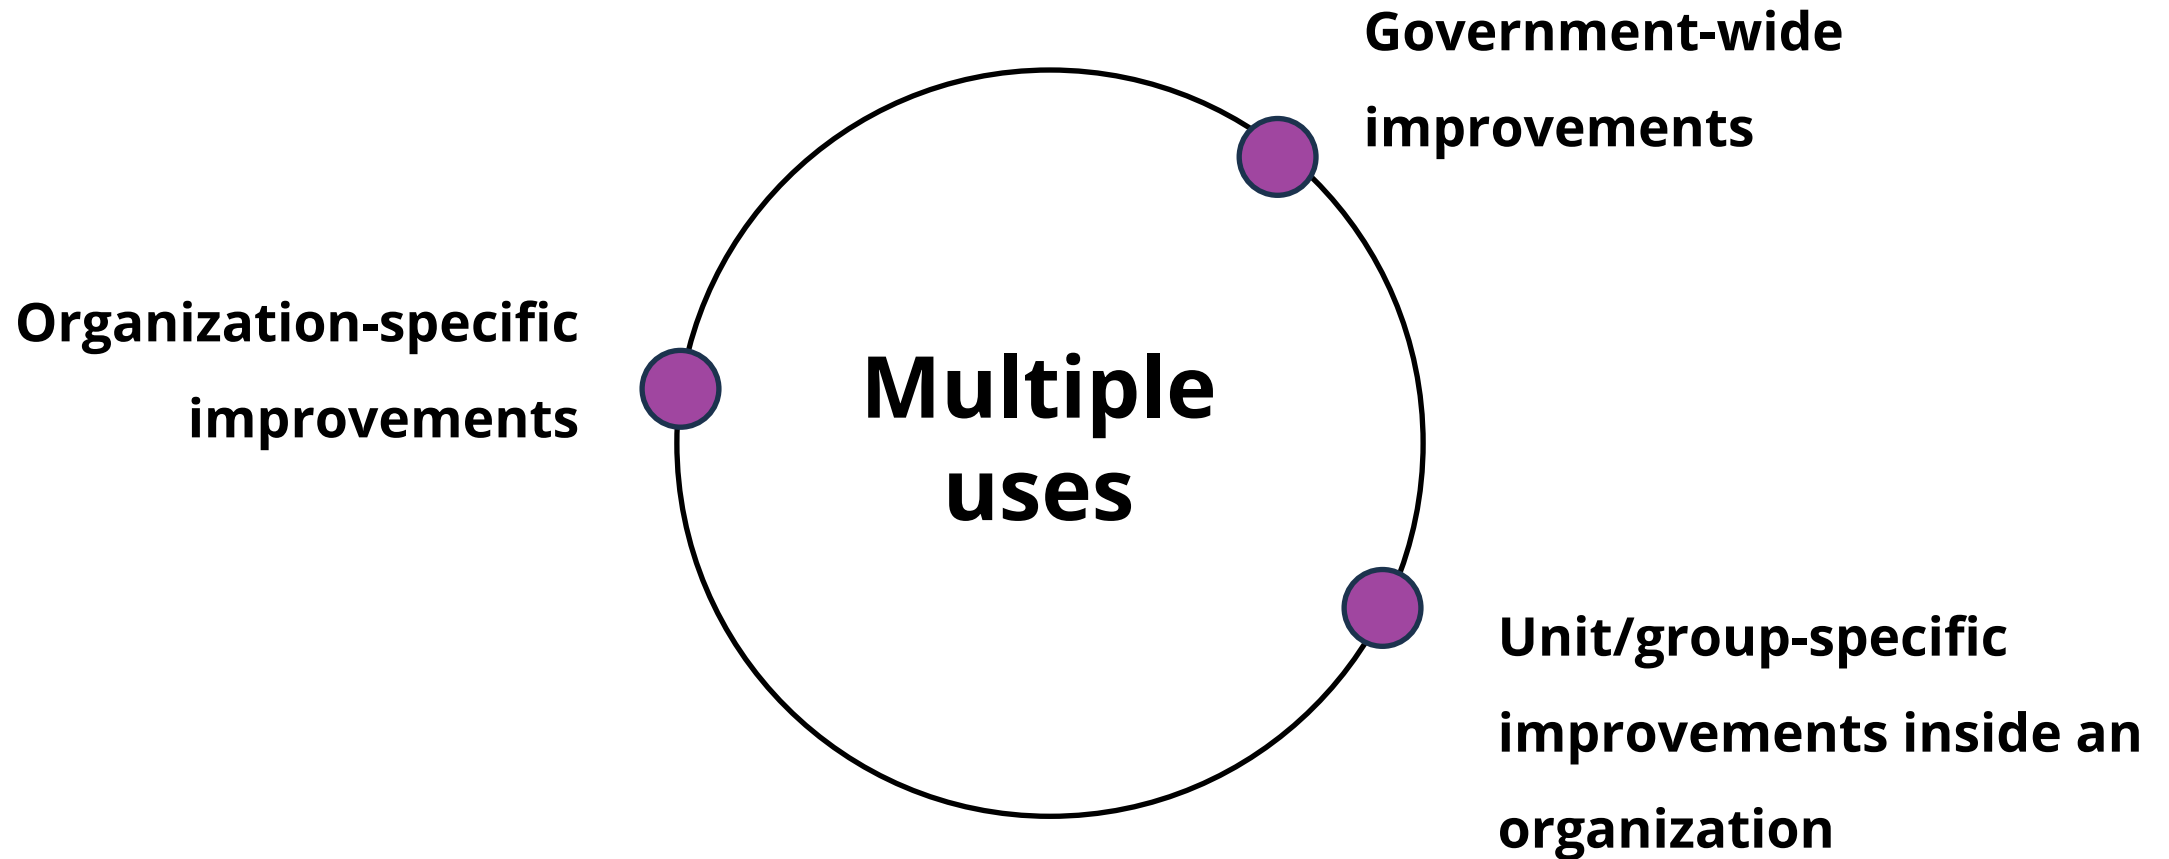 Government-wide
improvements
Organization-specific
improvements
Multiple
uses
Unit/group-specific
improvements inside an
organization